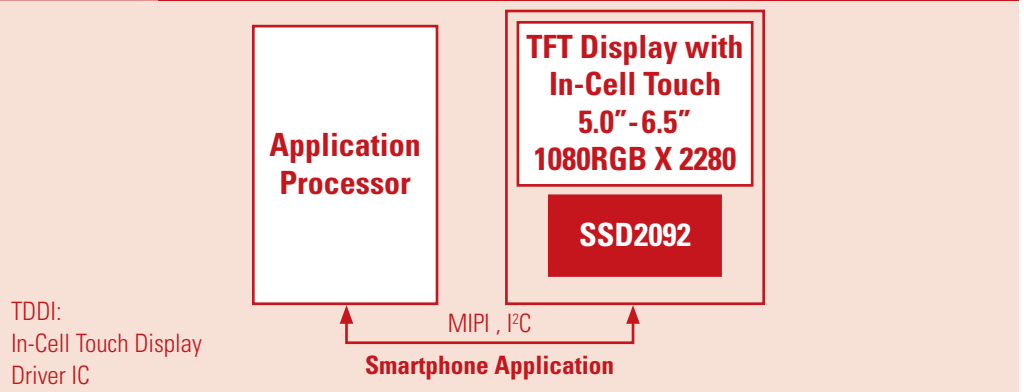 Application
Processor
TFT Display with
In-Cell Touch
5.0”-6.5”
1080RGB X 2280
SSD2092
TDDI:
In-Cell Touch Display
Driver IC
MIPI , I²C
Smartphone Application